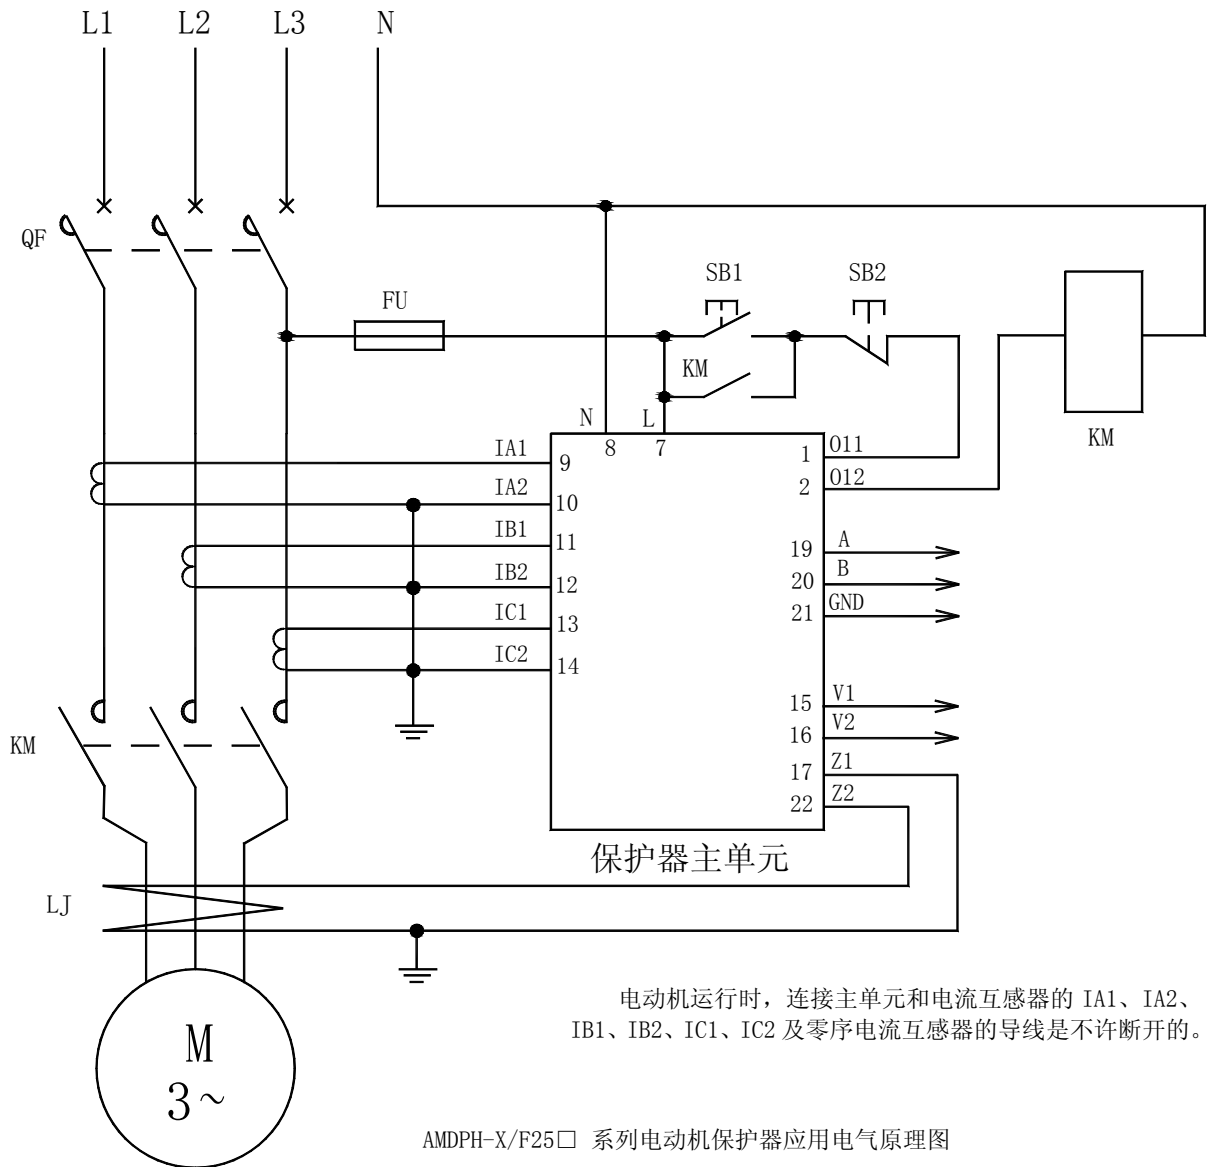 L1 L2 L3 N
QF
SB1 SB2
FU
KM
N L
KM
8 7
IA1 9
1 O11
IA2 10
2 O12
IB1 11
19 A
IB2 12
20 B
IC1 13
21 GND
IC2 14
15 V1
KM
16 V2
17 Z1
22 Z2
保护器主单元
LJ
电动机运行时，连接主单元和电流互感器的 IA1、IA2、
IB1、IB2、IC1、IC2 及零序电流互感器的导线是不许断开的。
M
3~
AMDPH-X/F25□ 系列电动机保护器应用电气原理图